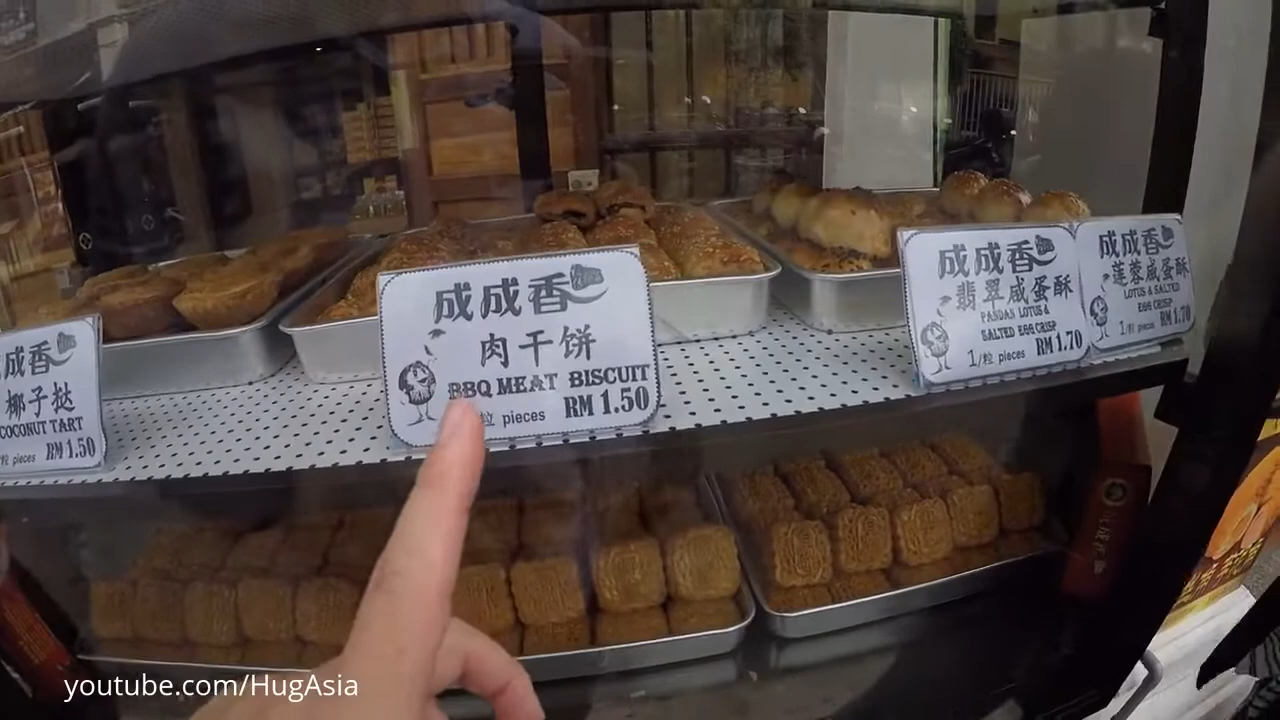 成香
椰子挞
COCONUT TART
粒 pieces RM 1.50
成成香
肉干饼
BBQ MEAT BISCUIT
粒 pieces RM 1.50
成成香
翡翠咸蛋酥
PANDAN LOTUS &
SALTED EGG CRISP
1/粒 pieces RM 1.70
成成香
莲蓉咸蛋酥
LOTUS & SALTED
EGG CRISP
1/粒 pieces RM 1.70
youtube.com/HugAsia